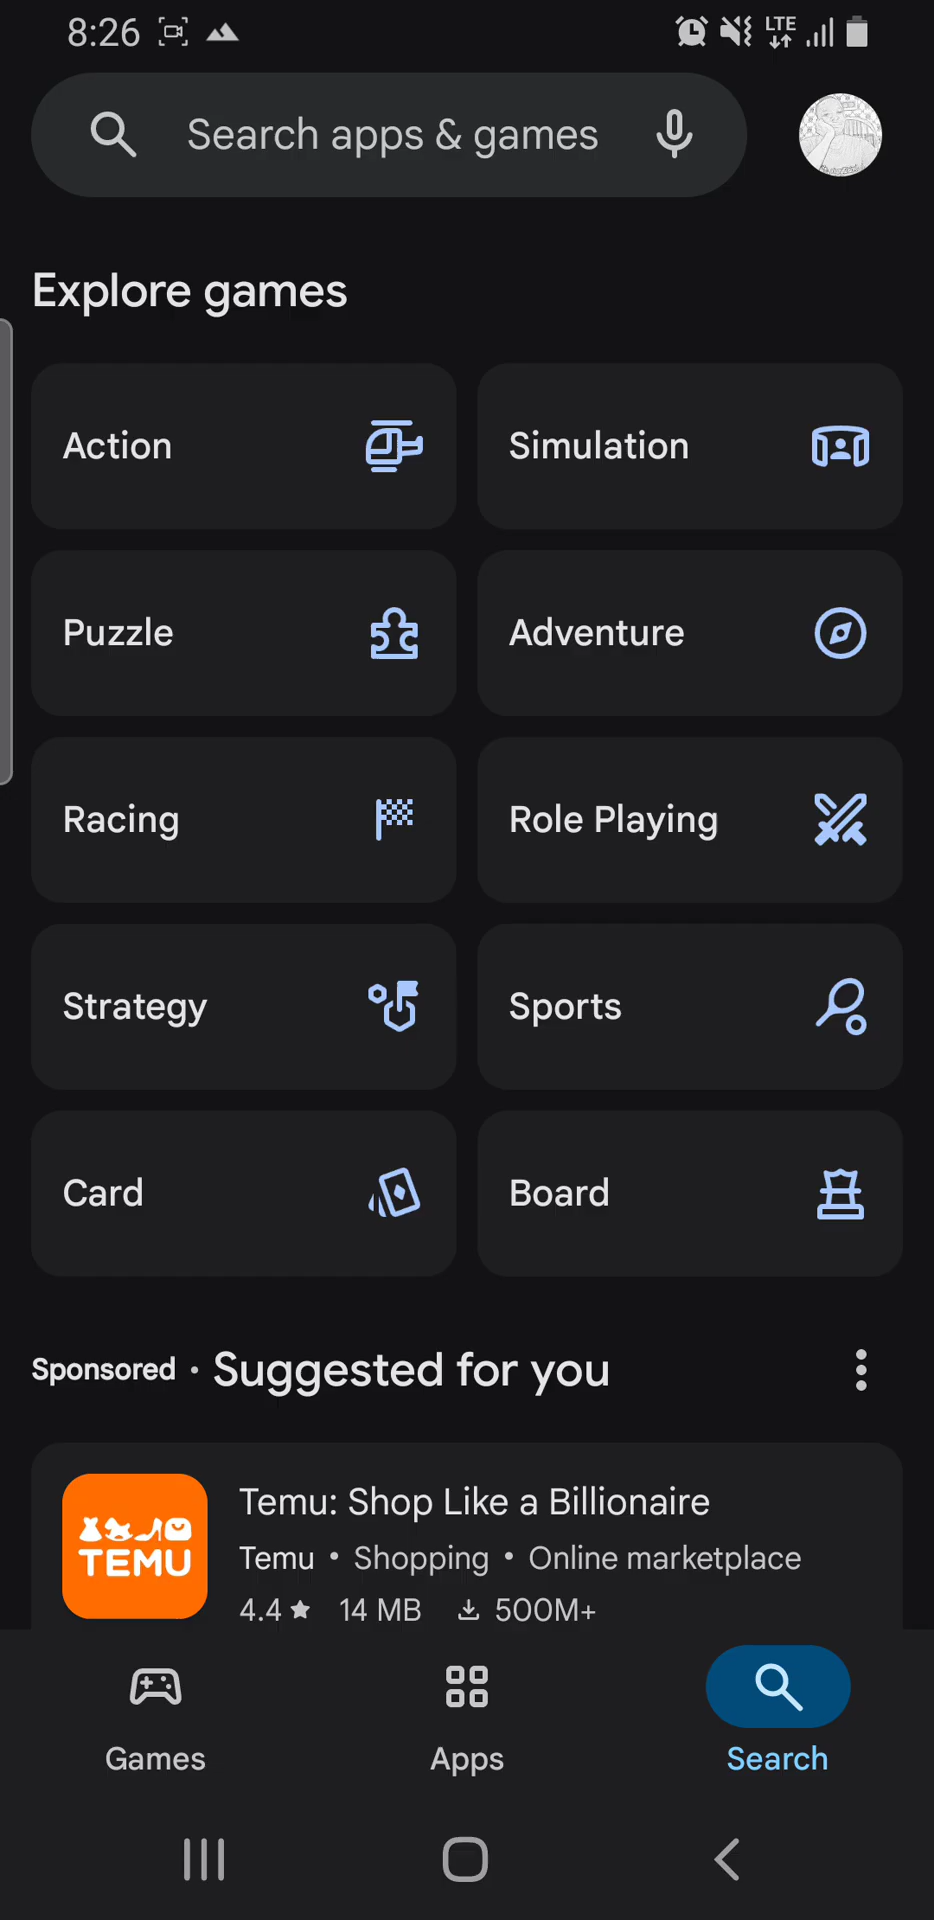 8:26
LTE
Search apps & games
Explore games
Action
Simulation
Puzzle
Adventure
Racing
Role Playing
Strategy
Sports
Card
Board
Sponsored • Suggested for you
TEMU
Temu: Shop Like a Billionaire
Temu • Shopping • Online marketplace
4.4 ★ 14 MB 500M+
Games
Apps
Search